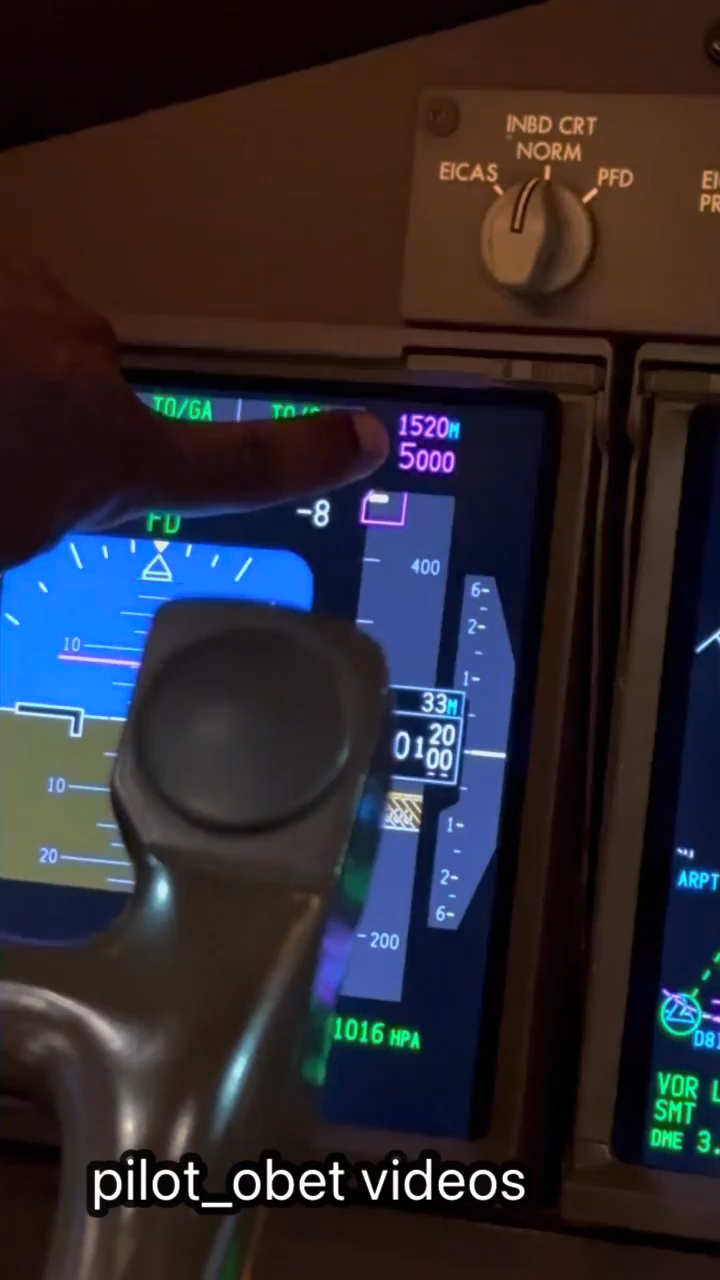 INBD CRT
NORM
EICAS
PFD
TO/GA
1520M
5000
FD
-8
400
6-
2-
10
1-
33M
20
01
00
10
1-
20
2-
6-
-200
1016 HPA
ARPT
VOR L
SMT
DME 3.
pilot_obet videos